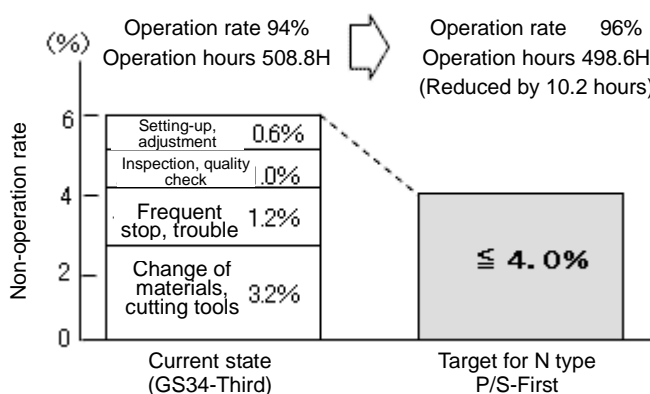 Operation rate 94%
Operation hours 508.8H
Operation rate 96%
Operation hours 498.6H
(Reduced by 10.2 hours)
(%)
Non-operation rate
6
4
2
0
Setting-up,
adjustment 0.6%
Inspection, quality
check .0%
Frequent
stop, trouble 1.2%
Change of
materials,
cutting tools 3.2%
≦ 4.0%
Current state
(GS34-Third)
Target for N type
P/S-First